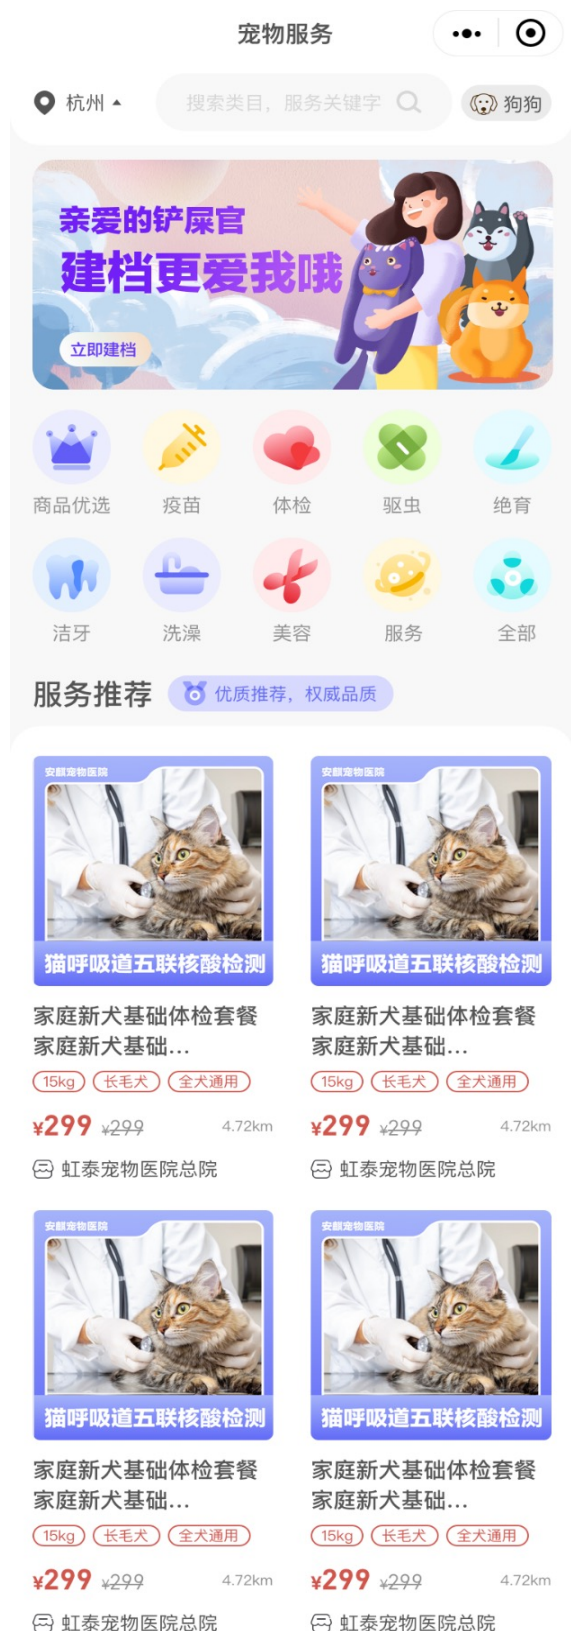 宠物服务
杭州
搜索类目，服务关键字
狗狗
亲爱的铲屎官
建档更爱我哦
立即建档
商品优选 疫苗 体检 驱虫 绝育
洁牙 洗澡 美容 服务 全部
服务推荐 优质推荐，权威品质
安麒宠物医院
猫呼吸道五联核酸检测
家庭新犬基础体检套餐
家庭新犬基础...
15kg 长毛犬 全犬通用
¥299 ¥299 4.72km
虹泰宠物医院总院
安麒宠物医院
猫呼吸道五联核酸检测
家庭新犬基础体检套餐
家庭新犬基础...
15kg 长毛犬 全犬通用
¥299 ¥299 4.72km
虹泰宠物医院总院
安麒宠物医院
猫呼吸道五联核酸检测
家庭新犬基础体检套餐
家庭新犬基础...
15kg 长毛犬 全犬通用
¥299 ¥299 4.72km
虹泰宠物医院总院
安麒宠物医院
猫呼吸道五联核酸检测
家庭新犬基础体检套餐
家庭新犬基础...
15kg 长毛犬 全犬通用
¥299 ¥299 4.72km
虹泰宠物医院总院